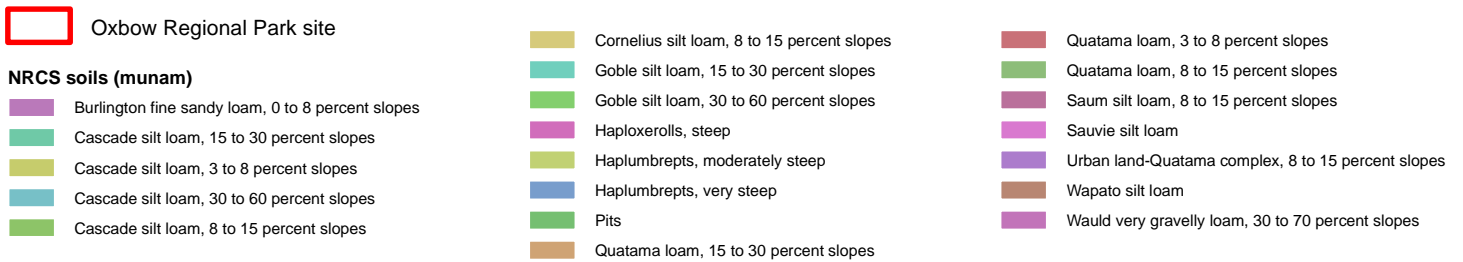 Oxbow Regional Park site
NRCS soils (munam)
Burlington fine sandy loam, 0 to 8 percent slopes
Cascade silt loam, 15 to 30 percent slopes
Cascade silt loam, 3 to 8 percent slopes
Cascade silt loam, 30 to 60 percent slopes
Cascade silt loam, 8 to 15 percent slopes
Cornelius silt loam, 8 to 15 percent slopes
Goble silt loam, 15 to 30 percent slopes
Goble silt loam, 30 to 60 percent slopes
Haploxerolls, steep
Haplumbrepts, moderately steep
Haplumbrepts, very steep
Pits
Quatama loam, 15 to 30 percent slopes
Quatama loam, 3 to 8 percent slopes
Quatama loam, 8 to 15 percent slopes
Saum silt loam, 8 to 15 percent slopes
Sauvie silt loam
Urban land-Quatama complex, 8 to 15 percent slopes
Wapato silt loam
Wauld very gravelly loam, 30 to 70 percent slopes